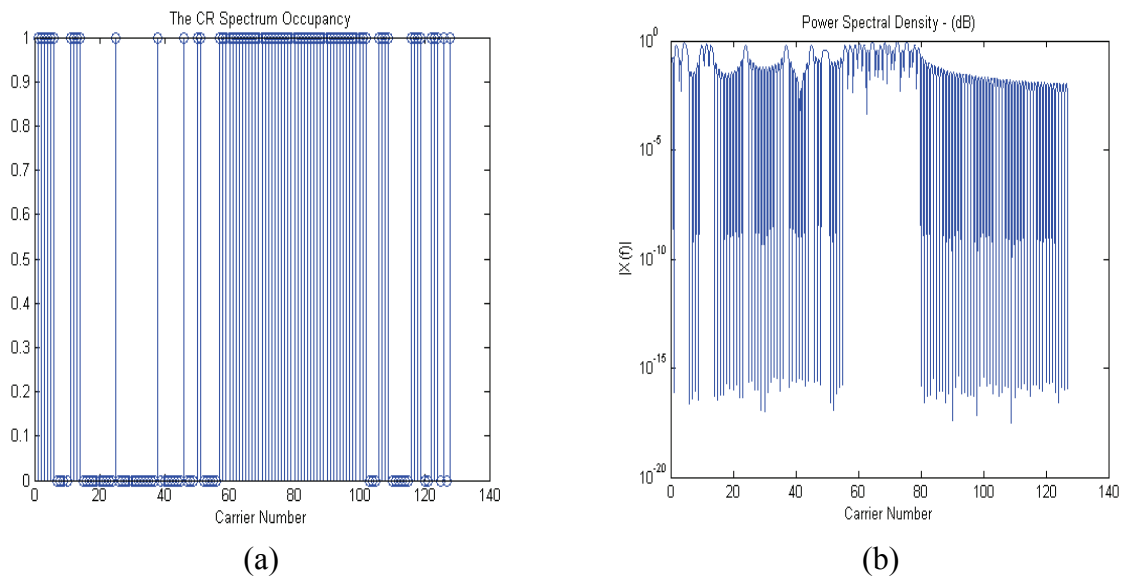 The CR Spectrum Occupancy
1
0.9
0.8
0.7
0.6
0.5
0.4
0.3
0.2
0.1
0
0 20 40 60 80 100 120 140
Carrier Number
(a)
Power Spectral Density - (dB)
|X(f)|
10^0
10^-5
10^-10
10^-15
10^-20
0 20 40 60 80 100 120 140
Carrier Number
(b)